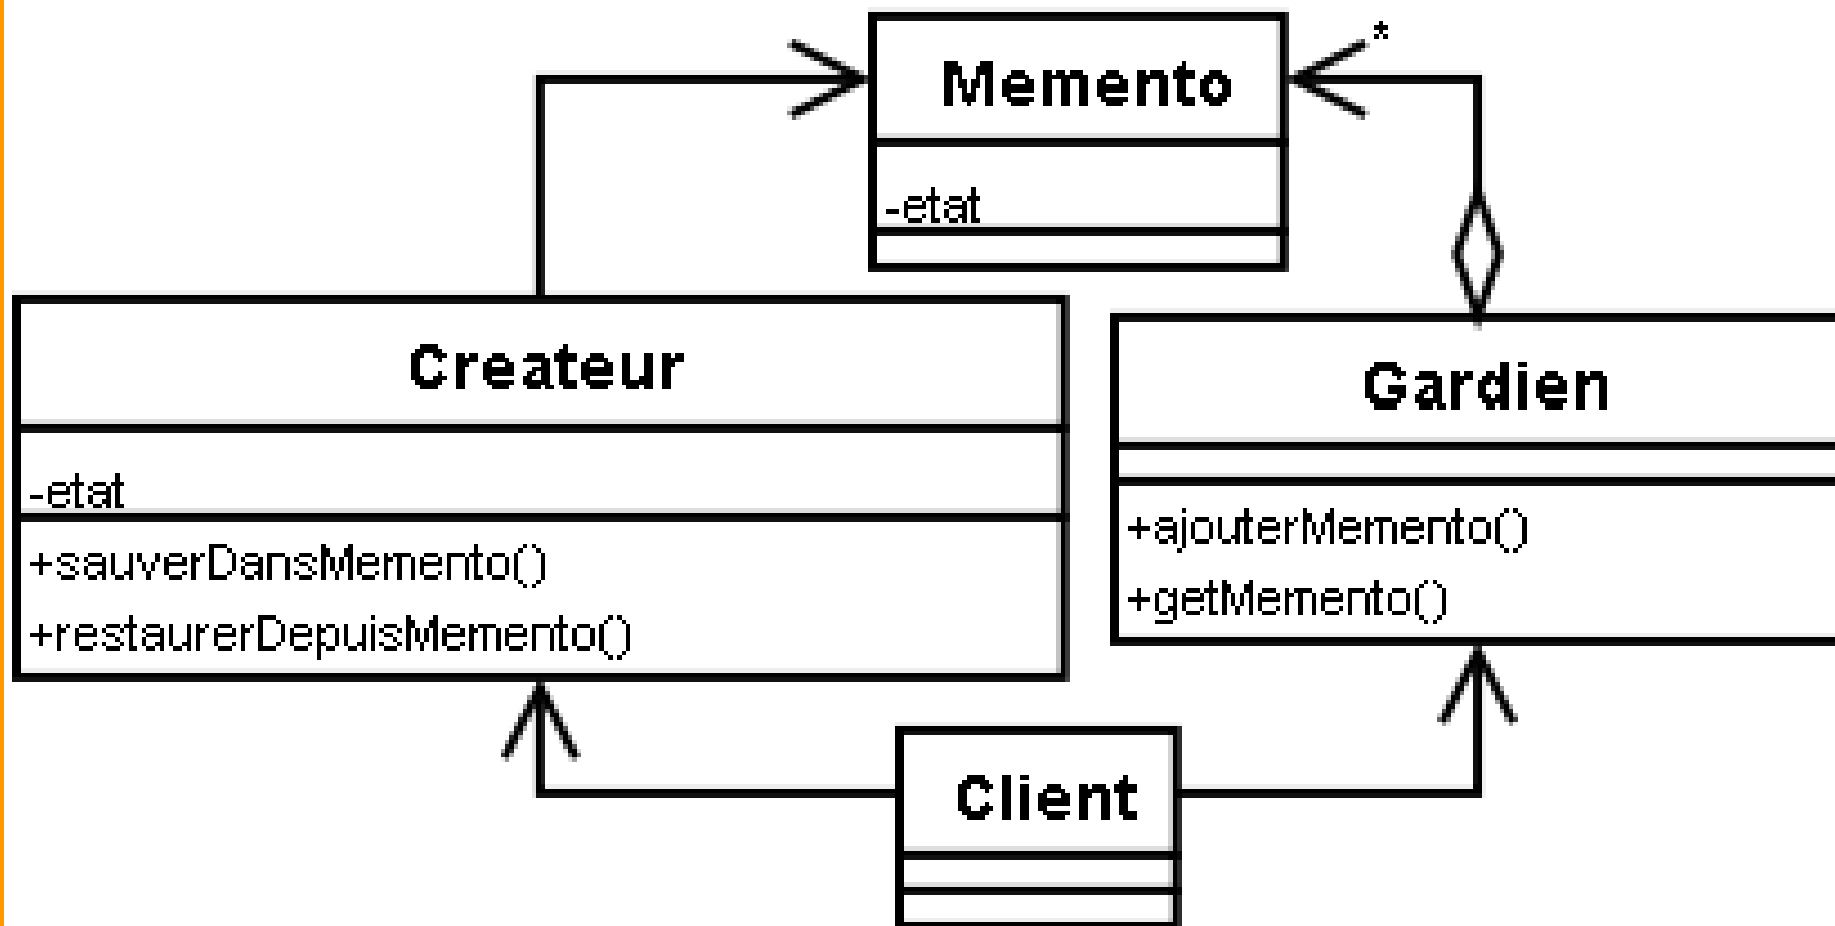 Memento
*
-etat
Createur
-etat
+sauverDansMemento()
+restaurerDepuisMemento()
Gardien
+ajouterMemento()
+getMemento()
Client